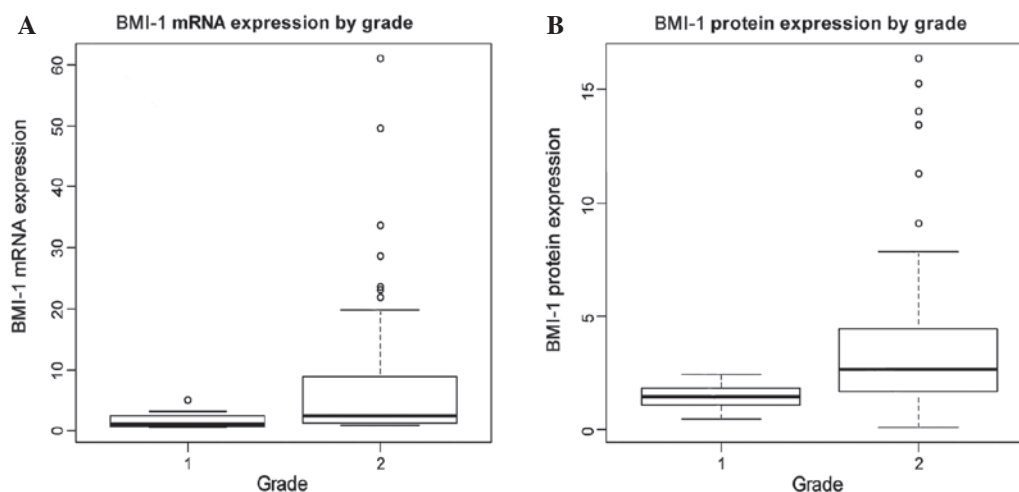 A
BMI-1 mRNA expression by grade
BMI-1 mRNA expression
60
50
40
30
20
10
0
1
2
Grade
B
BMI-1 protein expression by grade
BMI-1 protein expression
15
10
5
0
1
2
Grade